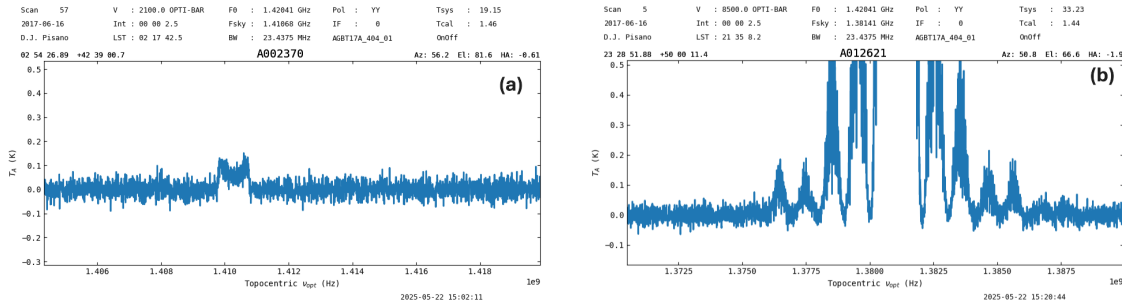 Scan 57 V : 2100.0 OPTI-BAR F0 : 1.42041 GHz Pol : YY Tsys : 19.15
2017-06-16 Int : 00 00 2.5 Fsky : 1.41068 GHz IF : 0 Tcal : 1.46
D.J. Pisano LST : 02 17 42.5 BW : 23.4375 MHz AGBT17A_404_01 OnOff
02 54 26.89 +42 39 00.7 A002370 Az: 56.2 El: 81.6 HA: -0.61
(a)
0.5
0.4
0.3
0.2
0.1
0.0
-0.1
-0.2
-0.3
T_A (K)
1.406 1.408 1.410 1.412 1.414 1.416 1.418
1e9
Topocentric ν_opt (Hz)
2025-05-22 15:02:11
Scan 5 V : 8500.0 OPTI-BAR F0 : 1.42041 GHz Pol : YY Tsys : 33.23
2017-06-16 Int : 00 00 2.5 Fsky : 1.38141 GHz IF : 0 Tcal : 1.44
D.J. Pisano LST : 21 35 8.2 BW : 23.4375 MHz AGBT17A_404_01 OnOff
23 28 51.88 +50 00 11.4 A012621 Az: 50.8 El: 66.6 HA: -1.9
(b)
0.5
0.4
0.3
0.2
0.1
0.0
-0.1
T_A (K)
1.3725 1.3750 1.3775 1.3800 1.3825 1.3850 1.3875
1e9
Topocentric ν_opt (Hz)
2025-05-22 15:20:44